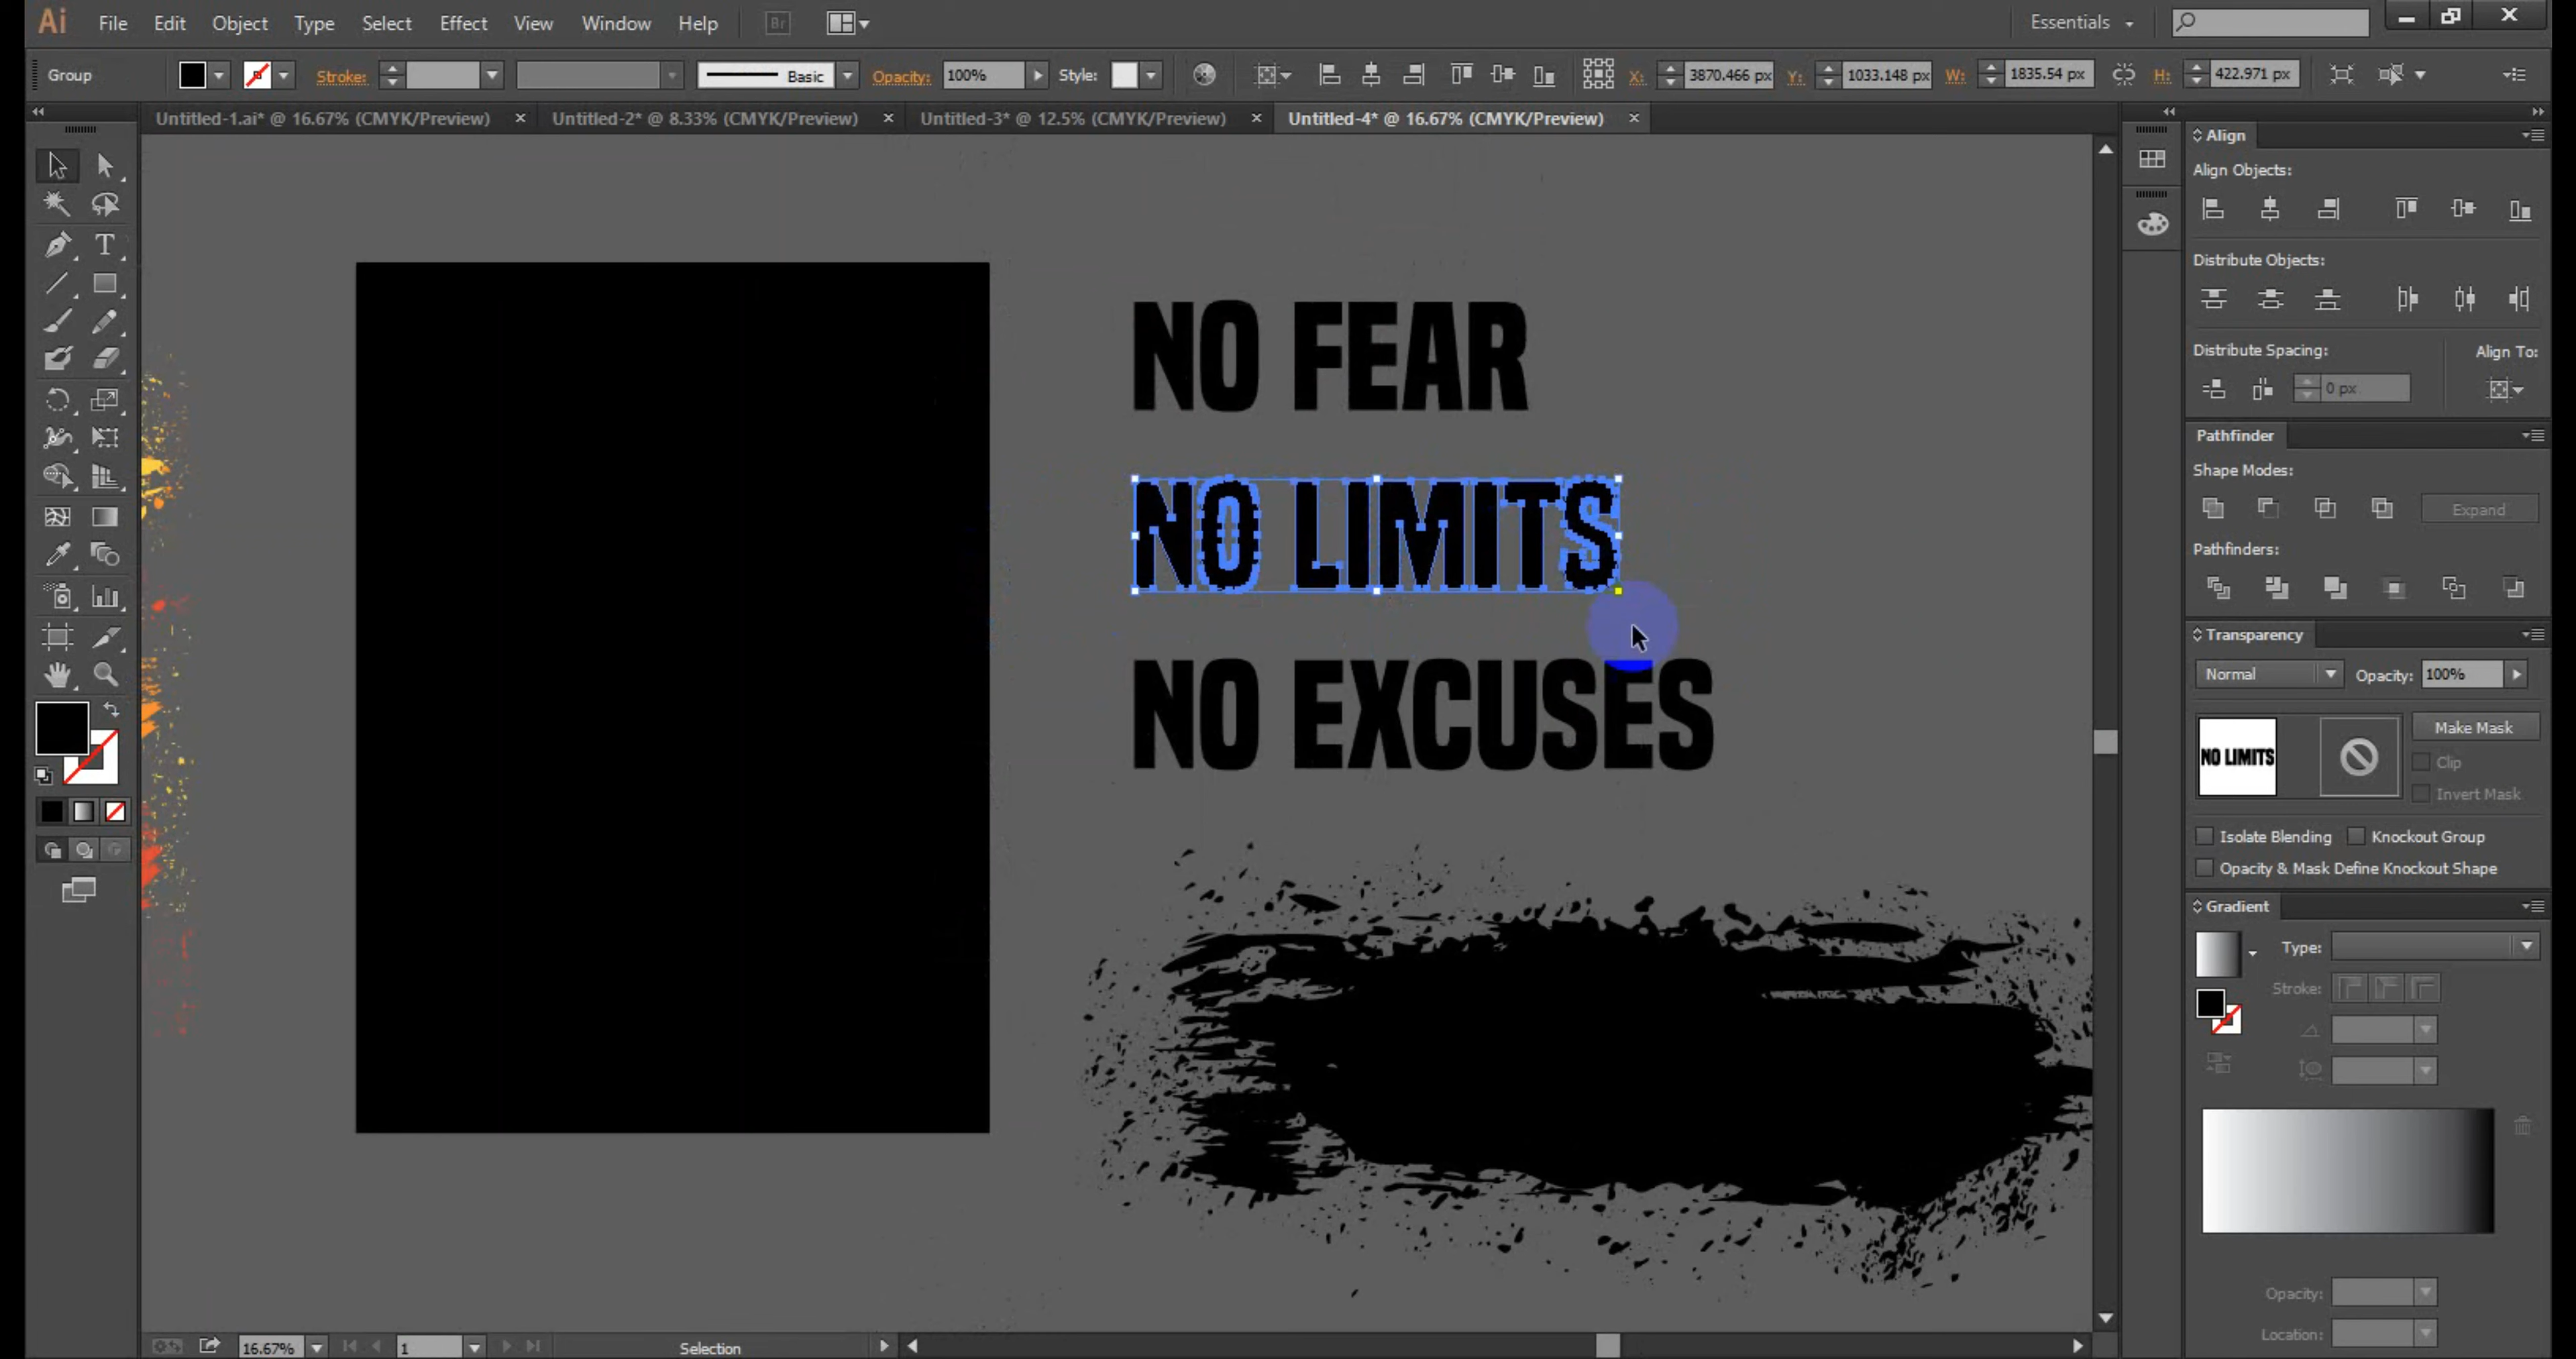 Ai File Edit Object Type Select Effect View Window Help Br Essentials
Group Stroke: Basic Opacity: 100% Style: X: 3870.466 px Y: 1033.148 px W: 1835.54 px H: 422.971 px
Untitled-1.ai* @ 16.67% (CMYK/Preview) Untitled-2* @ 8.33% (CMYK/Preview) Untitled-3* @ 12.5% (CMYK/Preview) Untitled-4* @ 16.67% (CMYK/Preview)
NO FEAR
NO LIMITS
NO EXCUSES
Align
Align Objects:
Distribute Objects:
Distribute Spacing: Align To:
0 px
Pathfinder
Shape Modes:
Expand
Pathfinders:
Transparency
Normal Opacity: 100%
NO LIMITS
Make Mask
Clip
Invert Mask
Isolate Blending Knockout Group
Opacity & Mask Define Knockout Shape
Gradient
Type:
Stroke:
Opacity:
Location:
16.67% 1 Selection